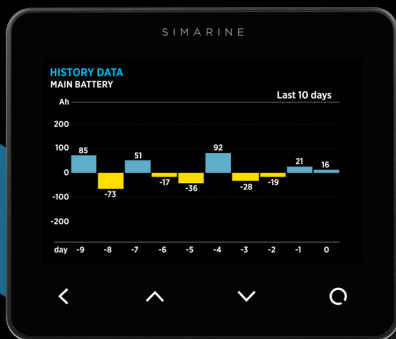 SIMARINE
HISTORY DATA
MAIN BATTERY
Ah
Last 10 days
200
100
0
-100
-200
85
-73
51
-17
-36
92
-28
-19
21
16
day -9 -8 -7 -6 -5 -4 -3 -2 -1 0